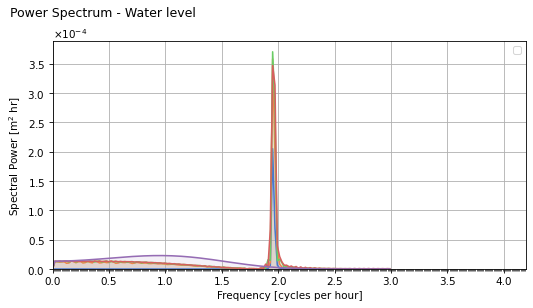 Power Spectrum - Water level
×10⁻⁴
3.5
3.0
2.5
2.0
1.5
1.0
0.5
0.0
Spectral Power [m² hr]
0.0 0.5 1.0 1.5 2.0 2.5 3.0 3.5 4.0
Frequency [cycles per hour]